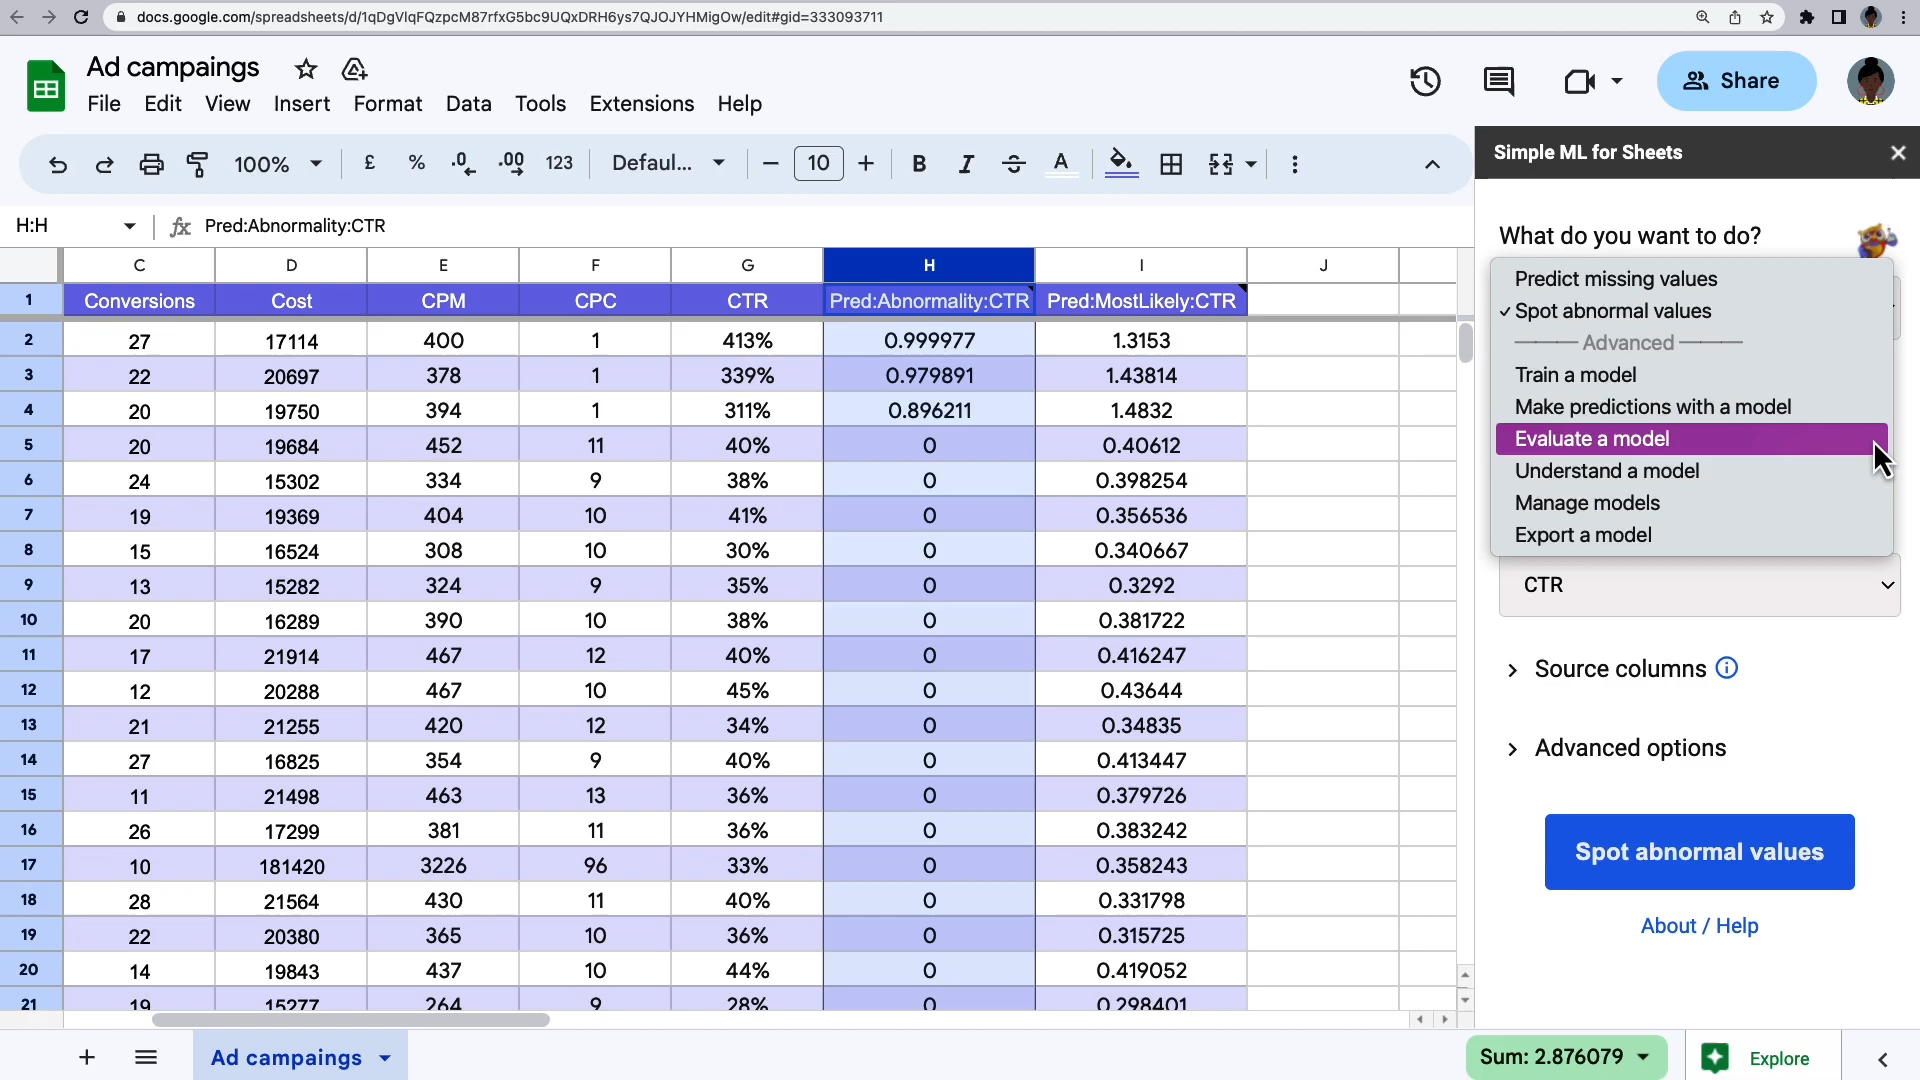 docs.google.com/spreadsheets/d/1qDgVlqFQzpcM87rfxG5bc9UQxDRH6ys7QJOJYHMigOw/edit#gid=333093711
Ad campaings
File Edit View Insert Format Data Tools Extensions Help
Share
100% £ % .0 .00 123 Defaul... 10 B I S A
Simple ML for Sheets
H:H fx Pred:Abnormality:CTR
What do you want to do?
Predict missing values
Spot abnormal values
Advanced
Train a model
Make predictions with a model
Evaluate a model
Understand a model
Manage models
Export a model
CTR
Source columns
Advanced options
Spot abnormal values
About / Help
C D E F G H I J
1 Conversions Cost CPM CPC CTR Pred:Abnormality:CTR Pred:MostLikely:CTR
2 27 17114 400 1 413% 0.999977 1.3153
3 22 20697 378 1 339% 0.979891 1.43814
4 20 19750 394 1 311% 0.896211 1.4832
5 20 19684 452 11 40% 0 0.40612
6 24 15302 334 9 38% 0 0.398254
7 19 19369 404 10 41% 0 0.356536
8 15 16524 308 10 30% 0 0.340667
9 13 15282 324 9 35% 0 0.3292
10 20 16289 390 10 38% 0 0.381722
11 17 21914 467 12 40% 0 0.416247
12 12 20288 467 10 45% 0 0.43644
13 21 21255 420 12 34% 0 0.34835
14 27 16825 354 9 40% 0 0.413447
15 11 21498 463 13 36% 0 0.379726
16 26 17299 381 11 36% 0 0.383242
17 10 181420 3226 96 33% 0 0.358243
18 28 21564 430 11 40% 0 0.331798
19 22 20380 365 10 36% 0 0.315725
20 14 19843 437 10 44% 0 0.419052
21 19 15277 264 9 28% 0 0.298401
Ad campaings
Sum: 2.876079
Explore